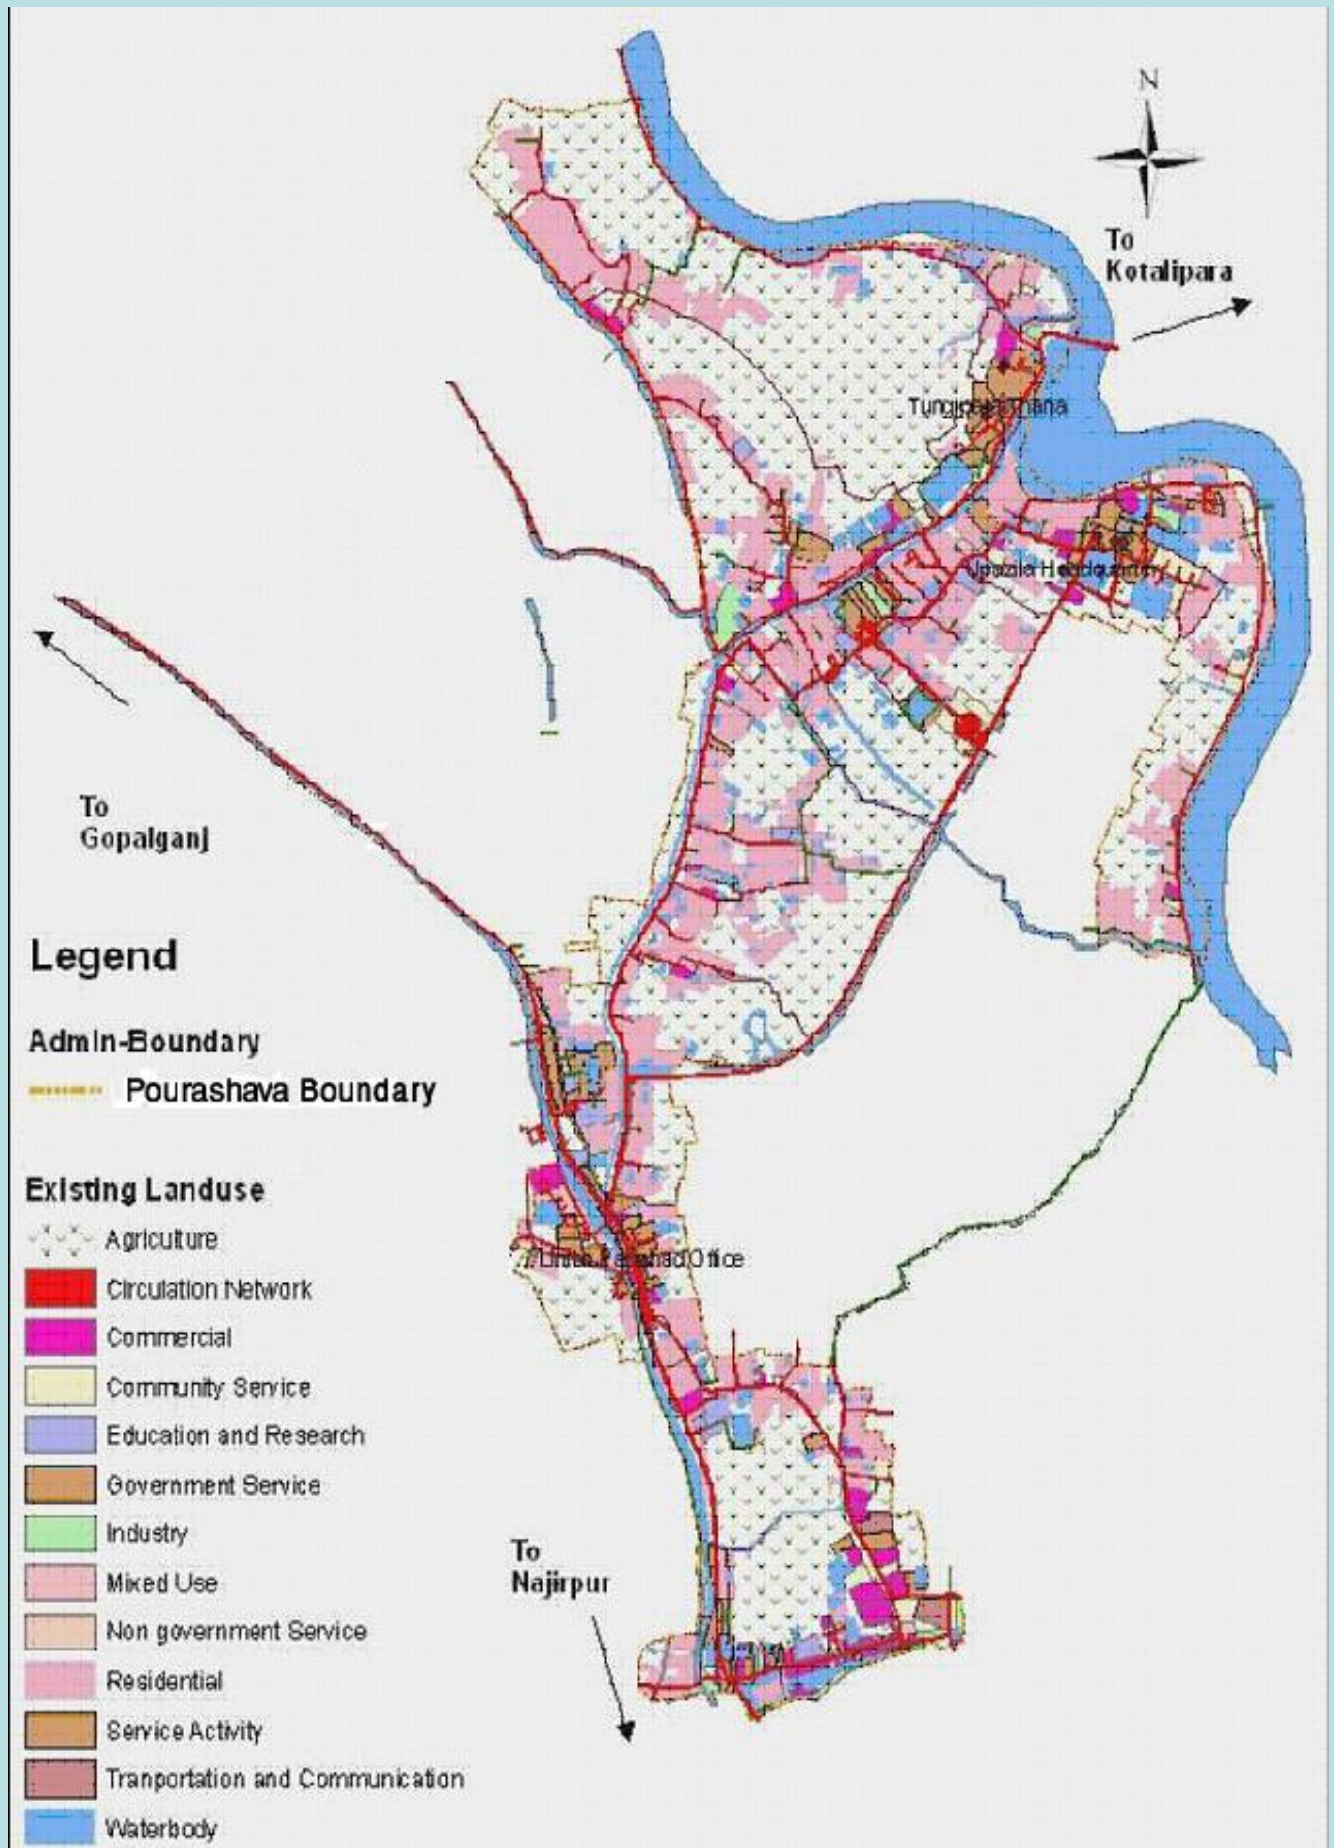 N
To
Kotalipara
Tungipara Thana
Upazila Headquarter
To
Gopalganj
Legend
Admin-Boundary
Pourashava Boundary
Existing Landuse
Agriculture
Circulation Network
Commercial
Community Service
Education and Research
Government Service
Industry
Mixed Use
Non government Service
Residential
Service Activity
Tranportation and Communication
Waterbody
Union Parishad Office
To
Najirpur